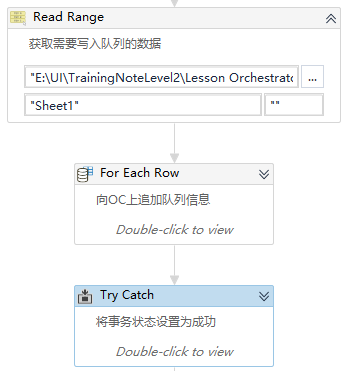 Read Range
获取需要写入队列的数据
"E:\UI\TrainingNoteLevel2\Lesson Orchestrato
...
"Sheet1"
""
For Each Row
向OC上追加队列信息
Double-click to view
Try Catch
将事务状态设置为成功
Double-click to view